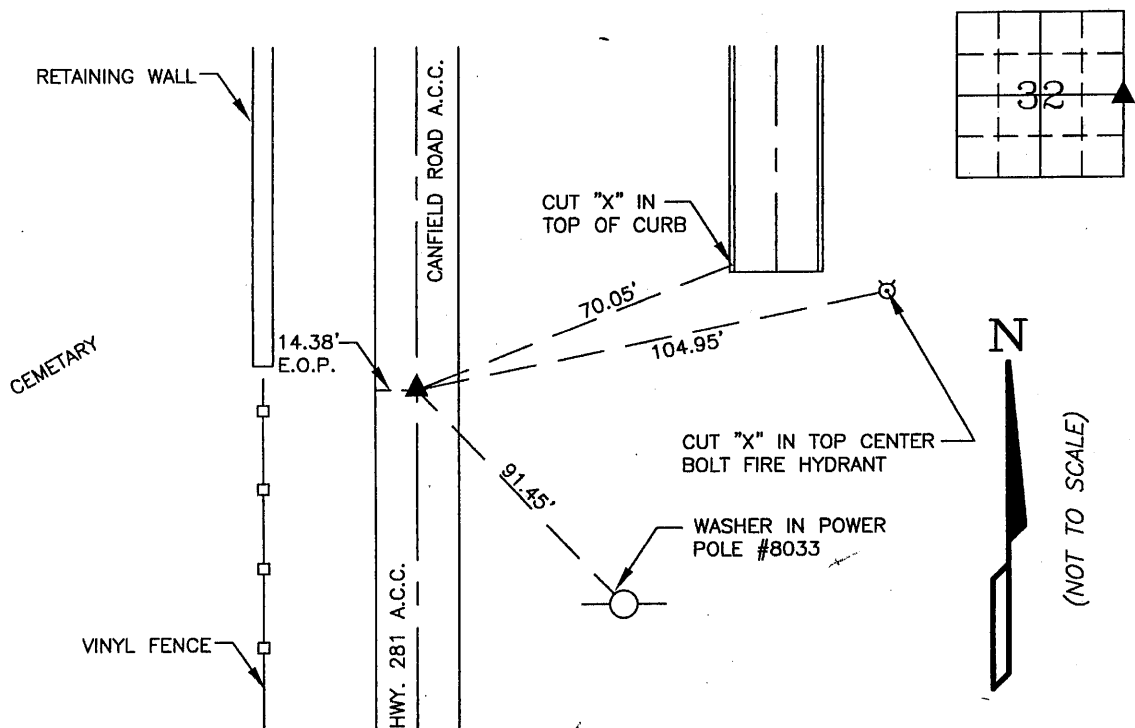 RETAINING WALL
CANFIELD ROAD A.C.C.
32
CUT "X" IN
TOP OF CURB
70.05'
104.95'
14.38'
E.O.P.
CEMETARY
N
CUT "X" IN TOP CENTER
BOLT FIRE HYDRANT
(NOT TO SCALE)
91.45'
WASHER IN POWER
POLE #8033
HWY. 281 A.C.C.
VINYL FENCE